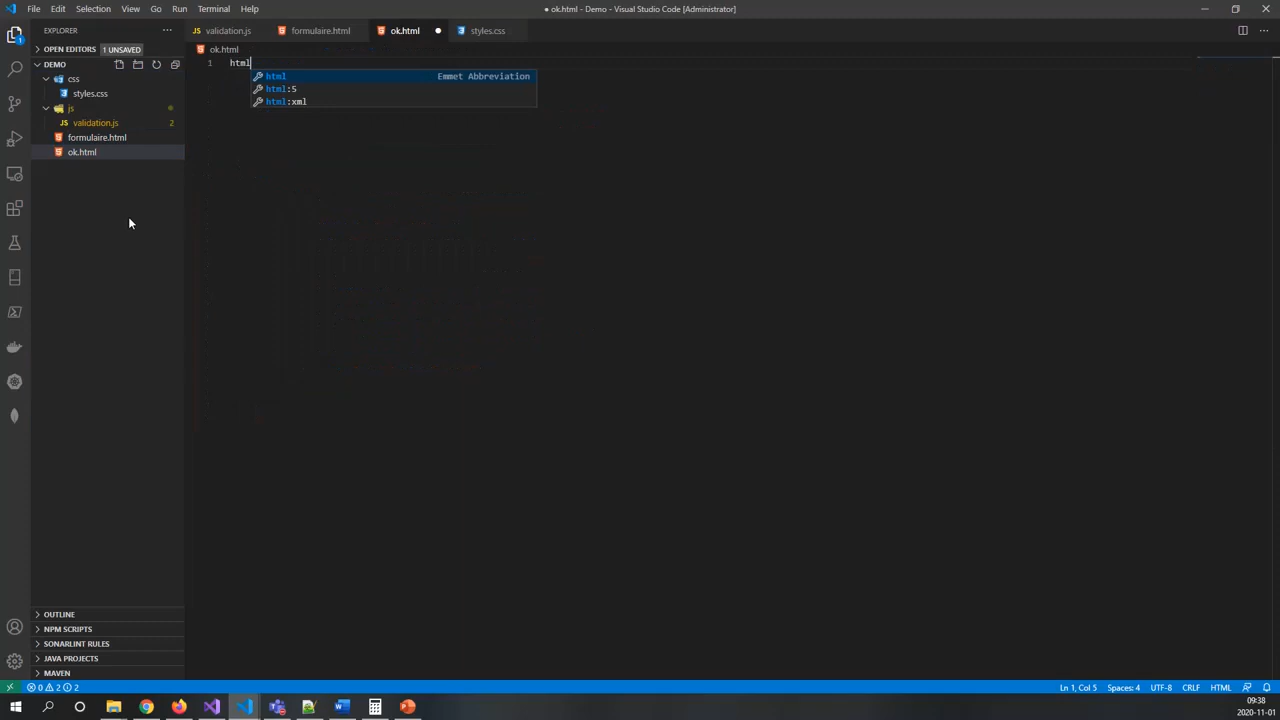 File Edit Selection View Go Run Terminal Help
● ok.html - Demo - Visual Studio Code [Administrator]
EXPLORER
validation.js
formulaire.html
ok.html
styles.css
OPEN EDITORS 1 UNSAVED
ok.html
DEMO
1 html
html Emmet Abbreviation
css
html:5
styles.css
html:xml
js
validation.js 2
formulaire.html
ok.html
OUTLINE
NPM SCRIPTS
SONARLINT RULES
JAVA PROJECTS
MAVEN
0 2 2
Ln 1, Col 5 Spaces: 4 UTF-8 CRLF HTML
09:38
2020-11-01